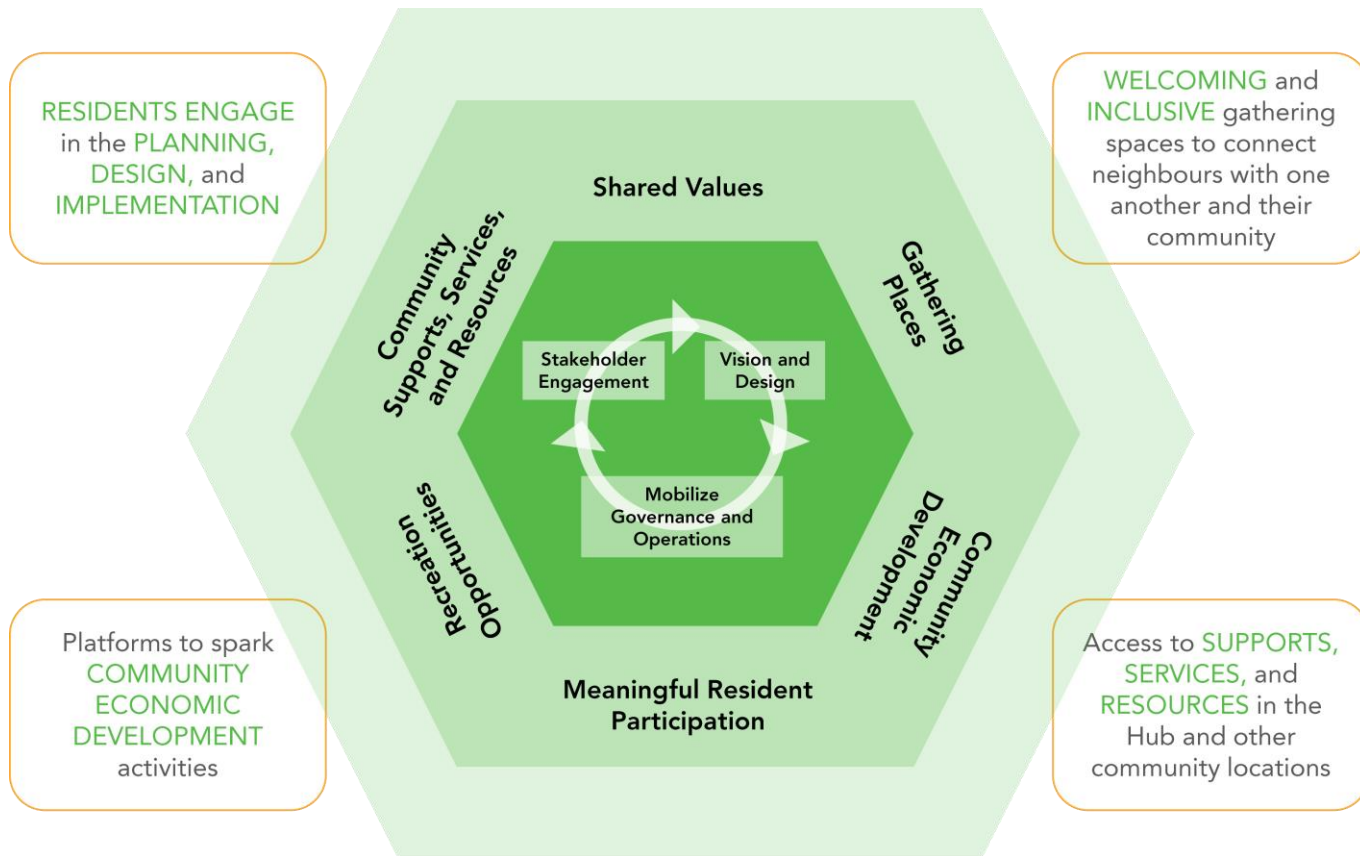 RESIDENTS ENGAGE
in the PLANNING,
DESIGN, and
IMPLEMENTATION
WELCOMING and
INCLUSIVE gathering
spaces to connect
neighbours with one
another and their
community
Shared Values
Community
Supports, Services,
and Resources
Gathering
Places
Stakeholder
Engagement
Vision and
Design
Mobilize
Governance and
Operations
Recreation
Opportunities
Community
Economic
Development
Meaningful Resident
Participation
Platforms to spark
COMMUNITY
ECONOMIC
DEVELOPMENT
activities
Access to SUPPORTS,
SERVICES, and
RESOURCES in the
Hub and other
community locations